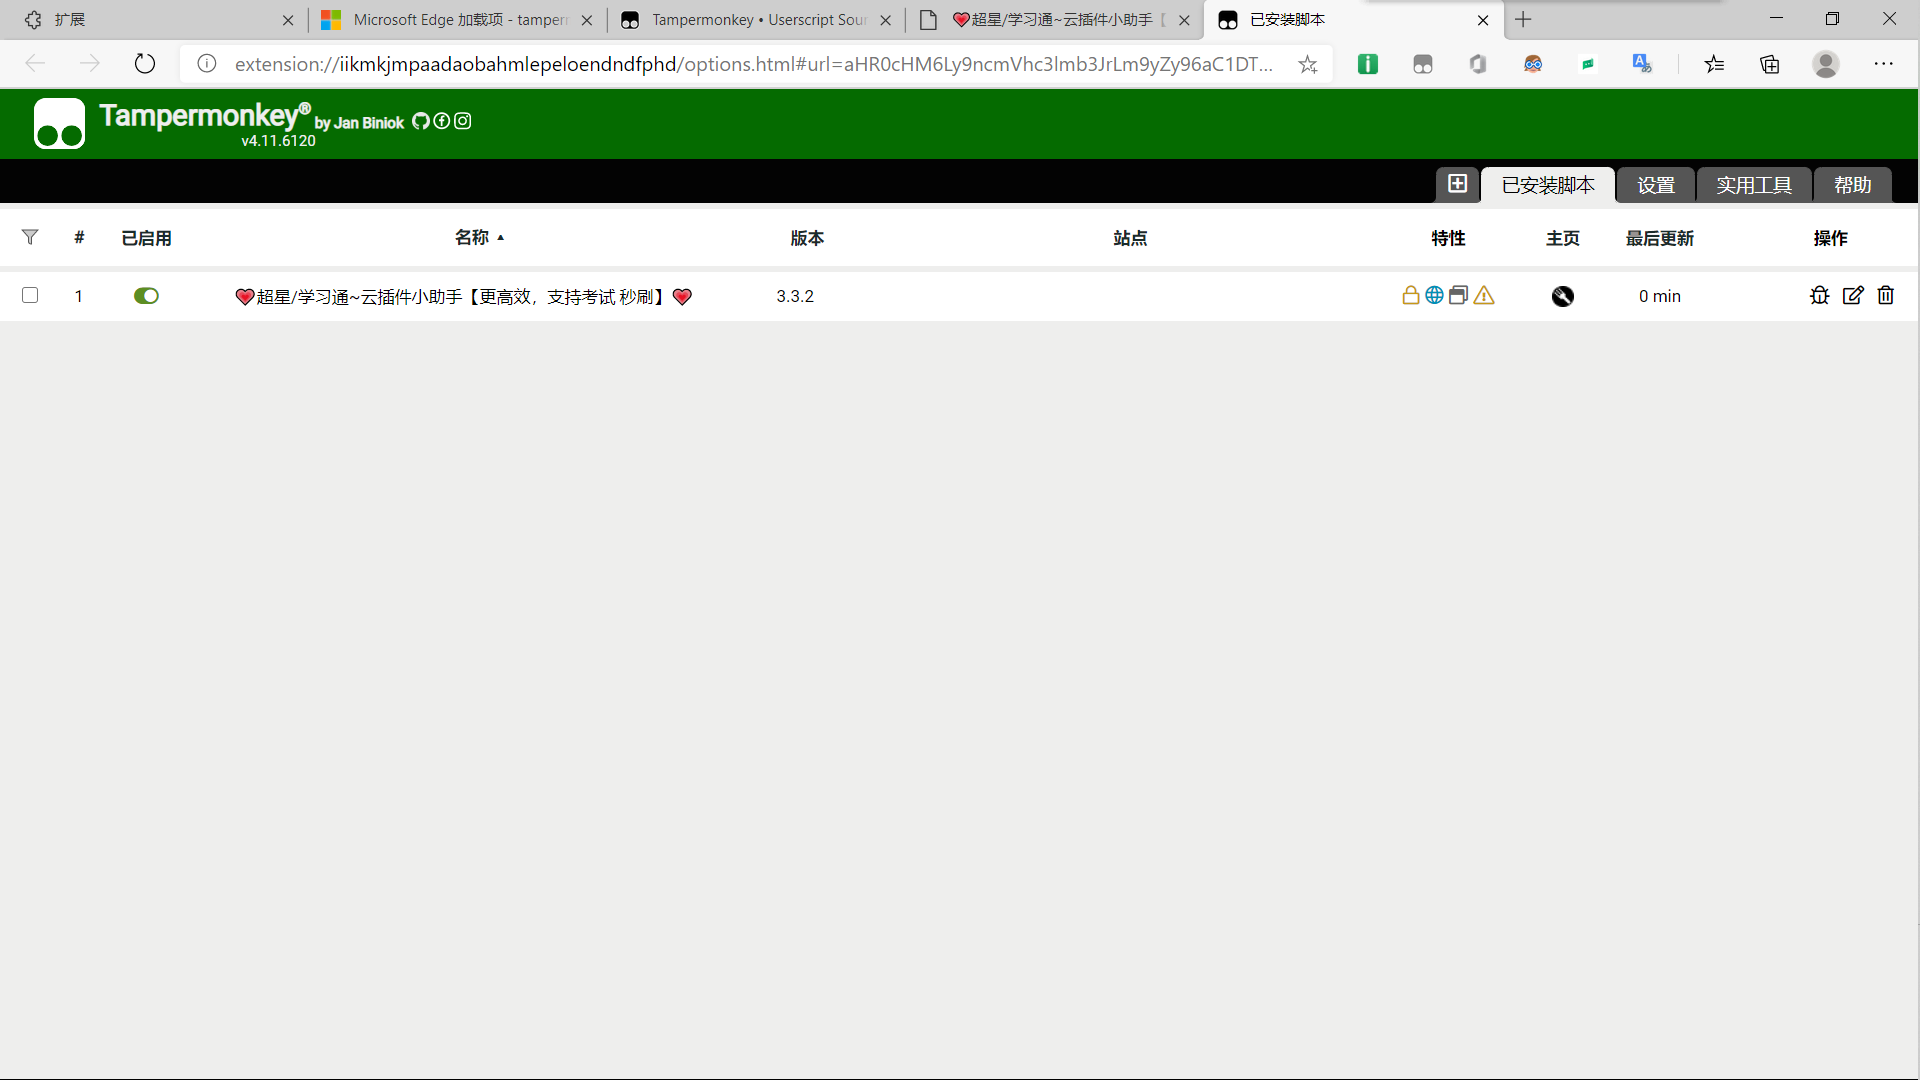 扩展
Microsoft Edge 加载项 - tamperm
Tampermonkey • Userscript Sour
❤超星/学习通~云插件小助手【
已安装脚本
extension://iikmkjmpaadaobahmlepeloendndfphd/options.html#url=aHR0cHM6Ly9ncmVhc3lmb3JrLm9yZy96aC1DT...
Tampermonkey® by Jan Biniok
v4.11.6120
已安装脚本
设置
实用工具
帮助
# 已启用 名称 ▲ 版本 站点 特性 主页 最后更新 操作
1 ❤超星/学习通~云插件小助手【更高效，支持考试 秒刷】❤ 3.3.2 0 min